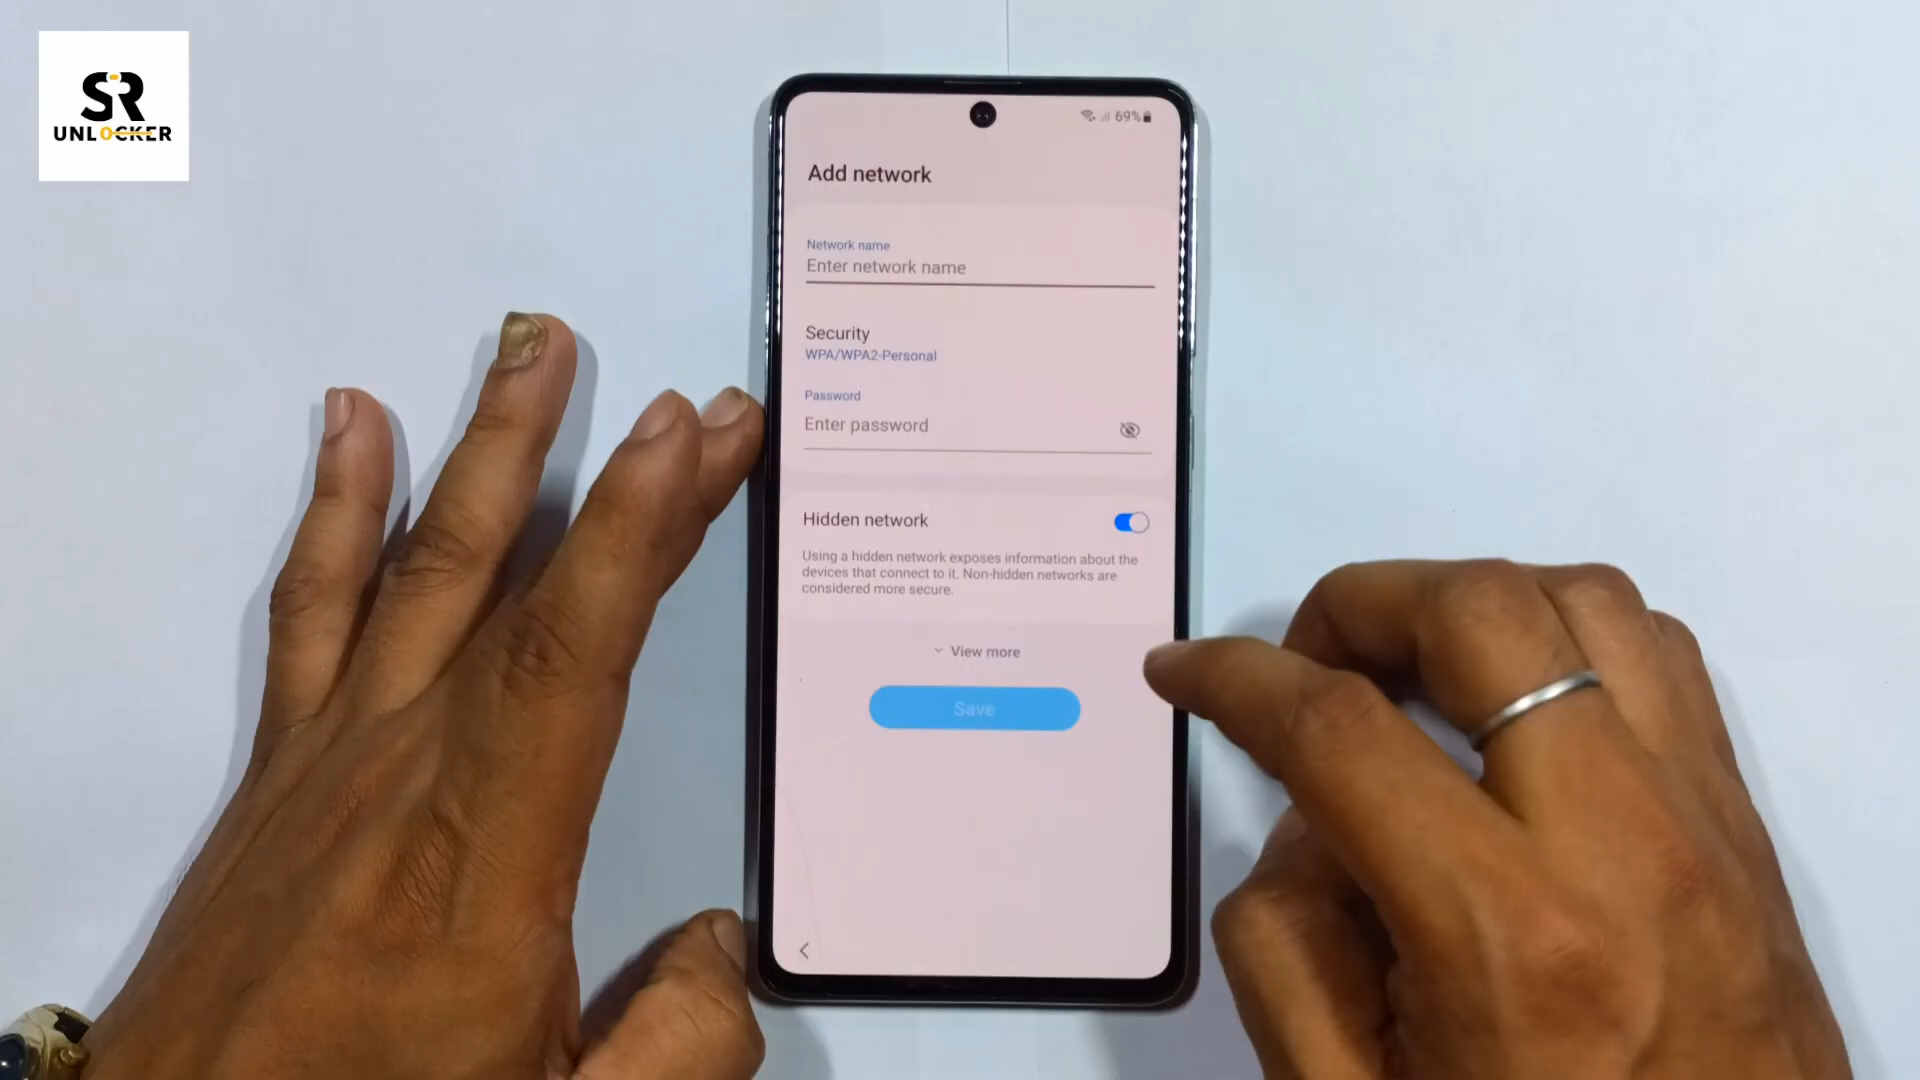 SR
UNLOCKER
69%
Add network
Network name
Enter network name
Security
WPA/WPA2-Personal
Password
Enter password
Hidden network
Using a hidden network exposes information about the
devices that connect to it. Non-hidden networks are
considered more secure.
View more
Save